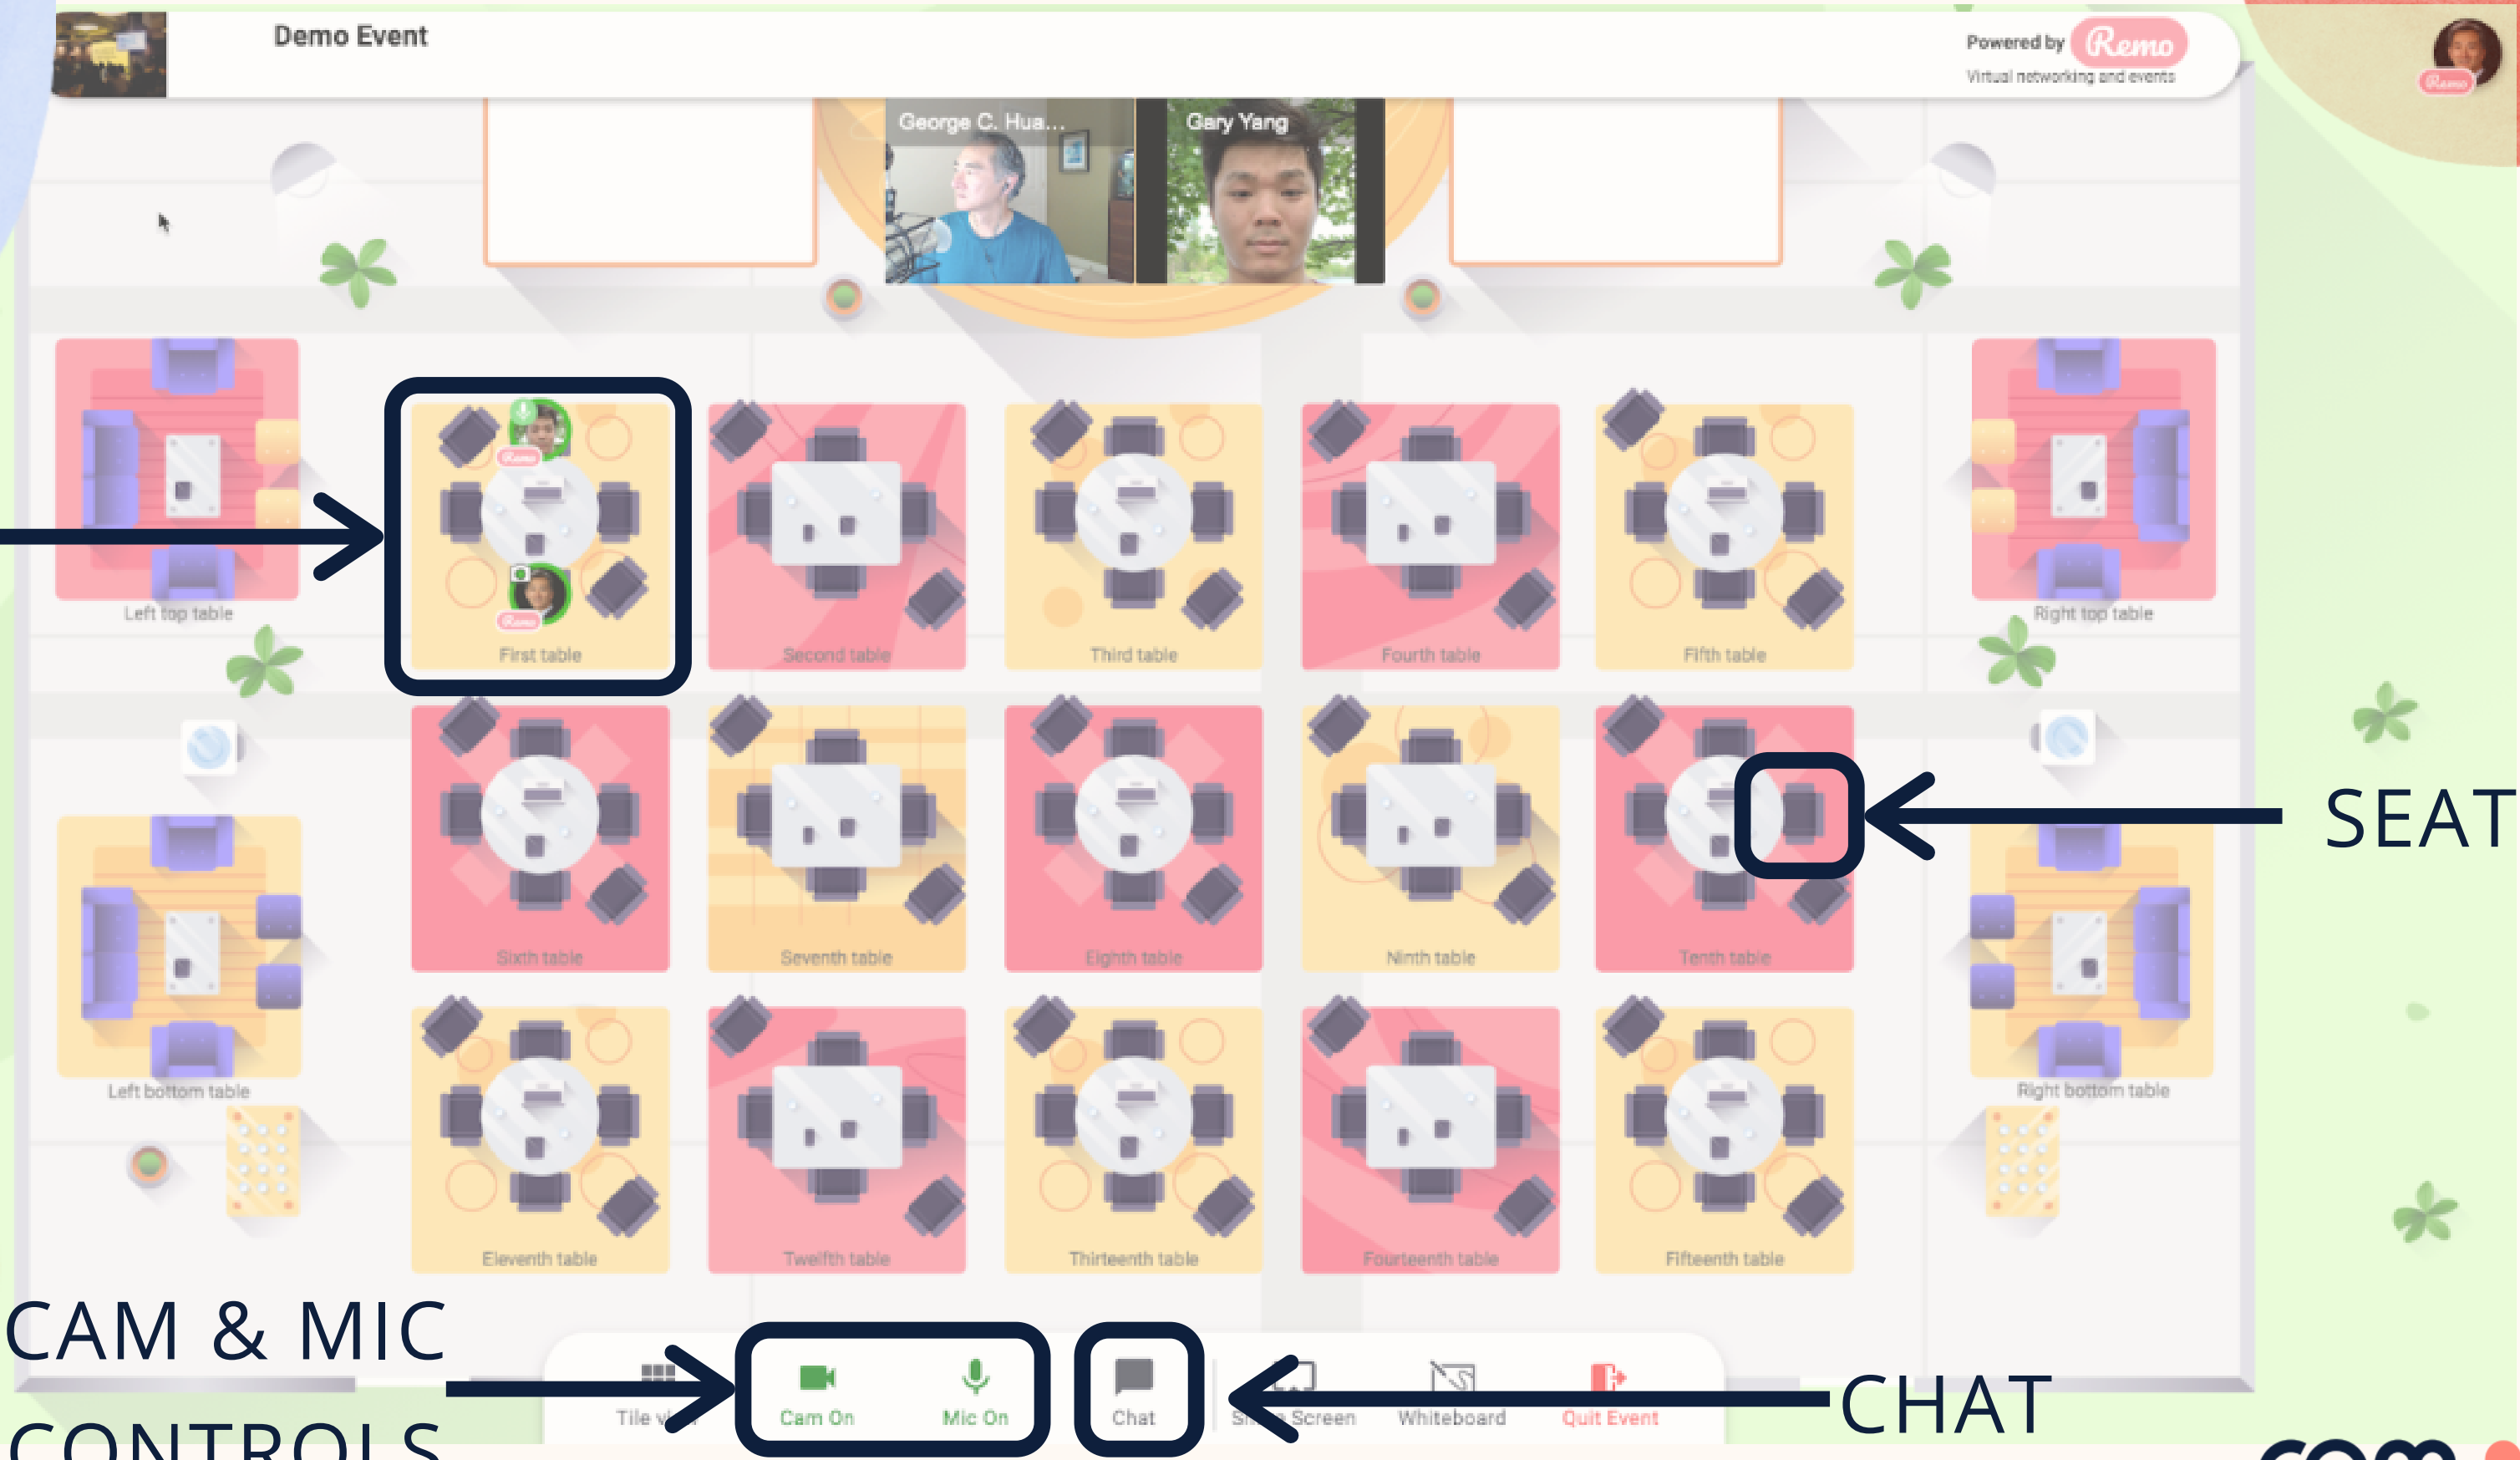 Demo Event
Powered by Remo
Virtual networking and events
Remo
George C. Hua...
Gary Yang
Remo
Remo
Left top table
First table
Second table
Third table
Fourth table
Fifth table
Right top table
Sixth table
Seventh table
Eighth table
Ninth table
Tenth table
SEAT
Left bottom table
Right bottom table
Eleventh table
Twelfth table
Thirteenth table
Fourteenth table
Fifteenth table
CAM & MIC
CONTROLS
Cam On
Mic On
Chat
Screen
Whiteboard
Quit Event
CHAT